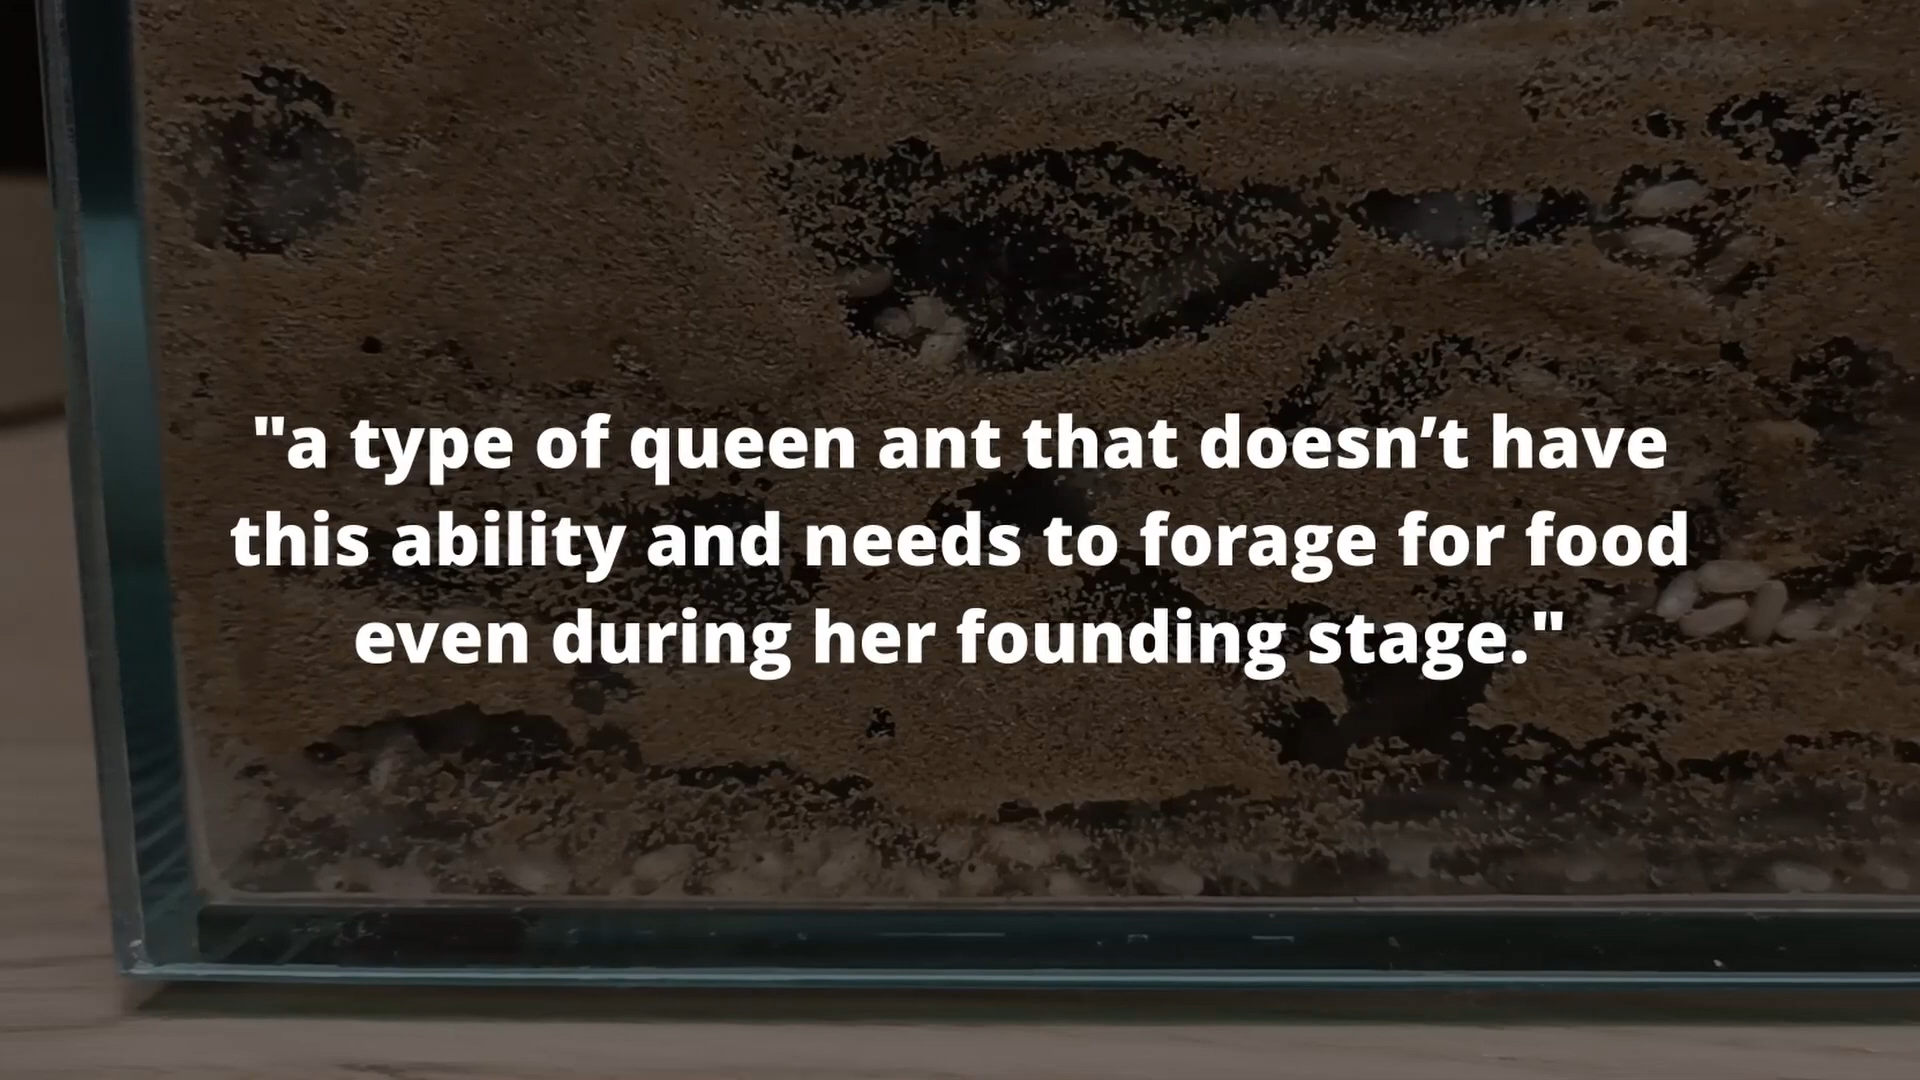 "a type of queen ant that doesn’t have
this ability and needs to forage for food
even during her founding stage."